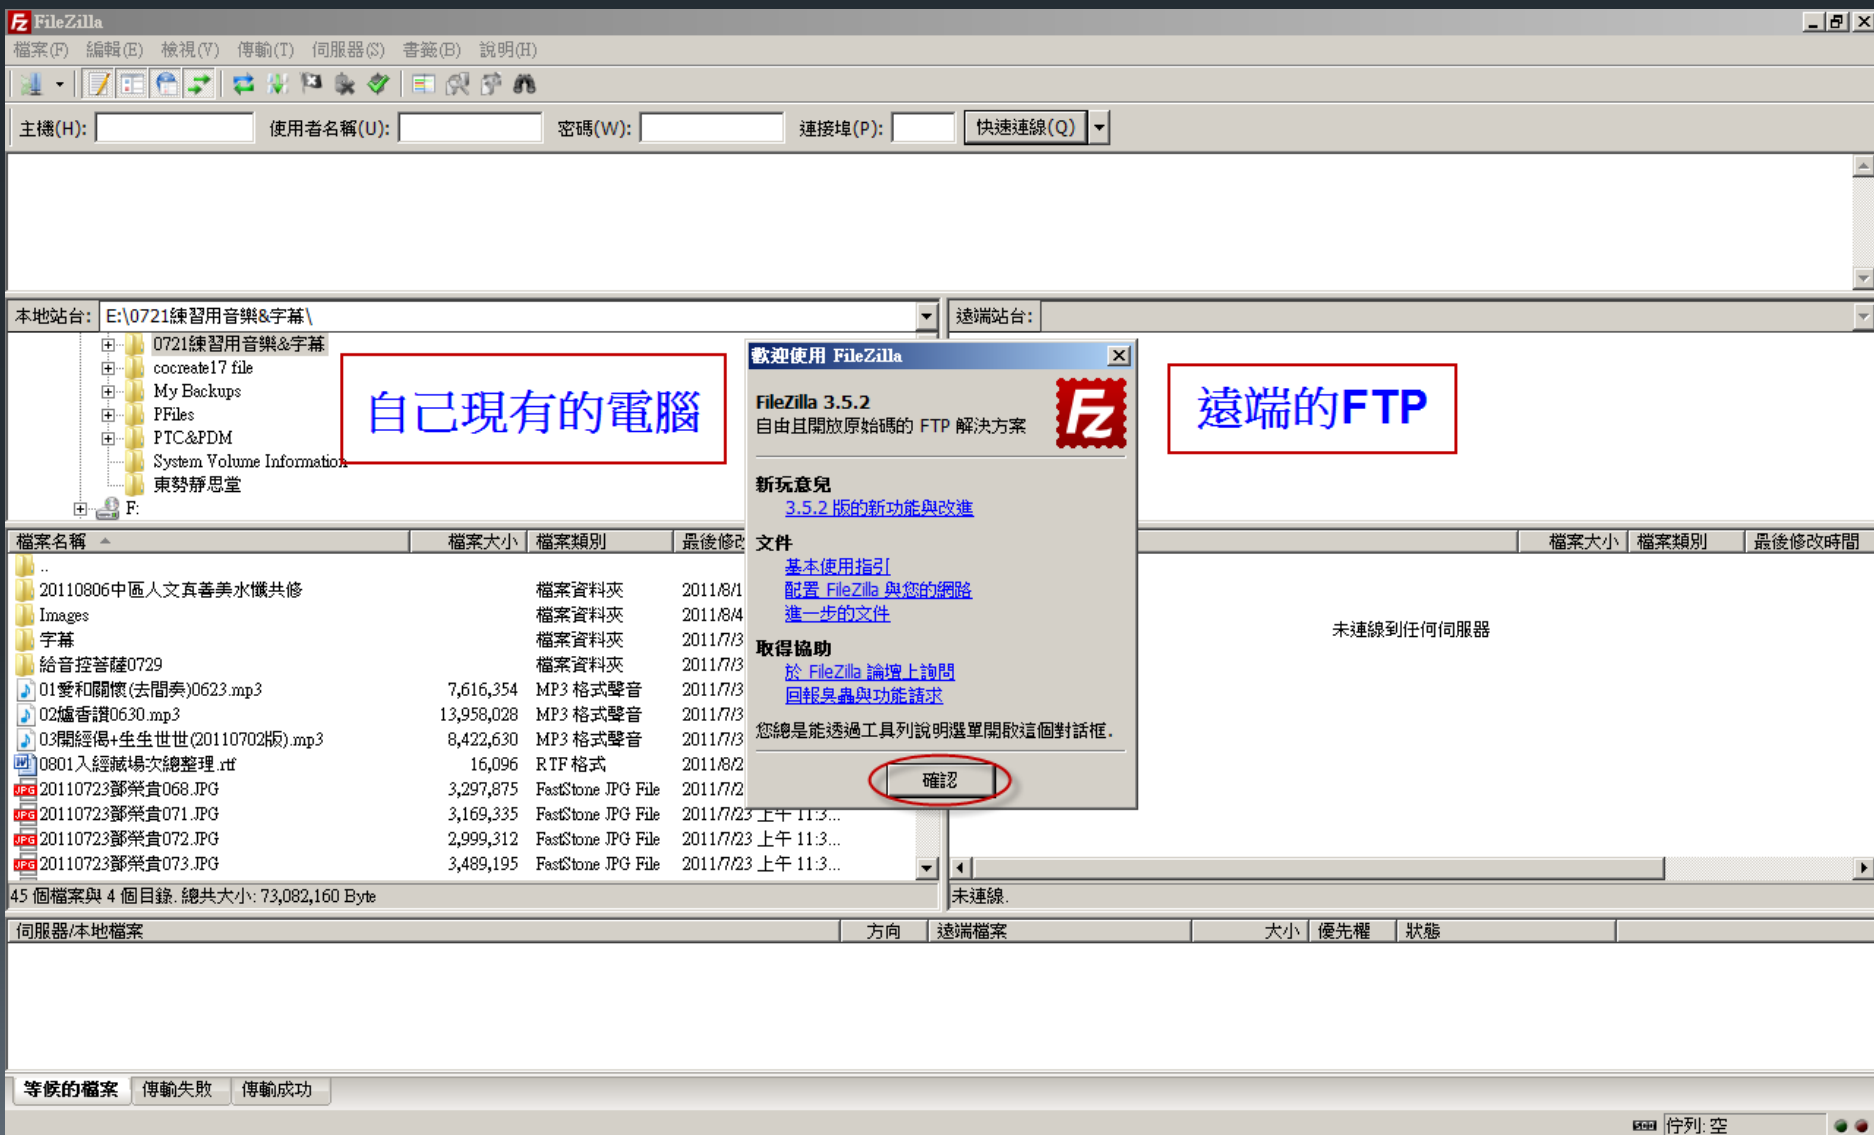 FileZilla
檔案(F) 編輯(E) 檢視(V) 傳輸(T) 伺服器(S) 書籤(B) 說明(H)
主機(H): 使用者名稱(U): 密碼(W): 連接埠(P): 快速連線(Q)
本地站台: E:\0721練習用音樂&字幕\
0721練習用音樂&字幕
cocreate17 file
My Backups
PFiles
PTC&PDM
System Volume Information
東勢靜思堂
F:
自己現有的電腦
遠端站台:
遠端的FTP
歡迎使用 FileZilla
FileZilla 3.5.2
自由且開放原始碼的 FTP 解決方案
新玩意兒
3.5.2 版的新功能與改進
文件
基本使用指引
配置 FileZilla 與您的網路
進一步的文件
取得協助
於 FileZilla 論壇上詢問
回報臭蟲與功能請求
您總是能透過工具列說明選單開啟這個對話框.
確認
檔案名稱 檔案大小 檔案類別 最後修改
..
20110806中區人文真善美水懺共修 檔案資料夾 2011/8/1
Images 檔案資料夾 2011/8/4
字幕 檔案資料夾 2011/7/3
給音控菩薩0729 檔案資料夾 2011/7/3
01愛和關懷(去間奏)0623.mp3 7,616,354 MP3 格式聲音 2011/7/3
02爐香讚0630.mp3 13,958,028 MP3 格式聲音 2011/7/3
03開經偈+生生世世(20110702版).mp3 8,422,630 MP3 格式聲音 2011/7/3
0801入經藏場次總整理.rtf 16,096 RTF 格式 2011/8/2
JPG 20110723鄧榮貴068.JPG 3,297,875 FastStone JPG File 2011/7/2
JPG 20110723鄧榮貴071.JPG 3,169,335 FastStone JPG File 2011/7/23 上午 11:3...
JPG 20110723鄧榮貴072.JPG 2,999,312 FastStone JPG File 2011/7/23 上午 11:3...
JPG 20110723鄧榮貴073.JPG 3,489,195 FastStone JPG File 2011/7/23 上午 11:3...
45 個檔案與 4 個目錄. 總共大小: 73,082,160 Byte
檔案大小 檔案類別 最後修改時間
未連線到任何伺服器
未連線.
伺服器/本地檔案 方向 遠端檔案 大小 優先權 狀態
等候的檔案 傳輸失敗 傳輸成功
佇列: 空